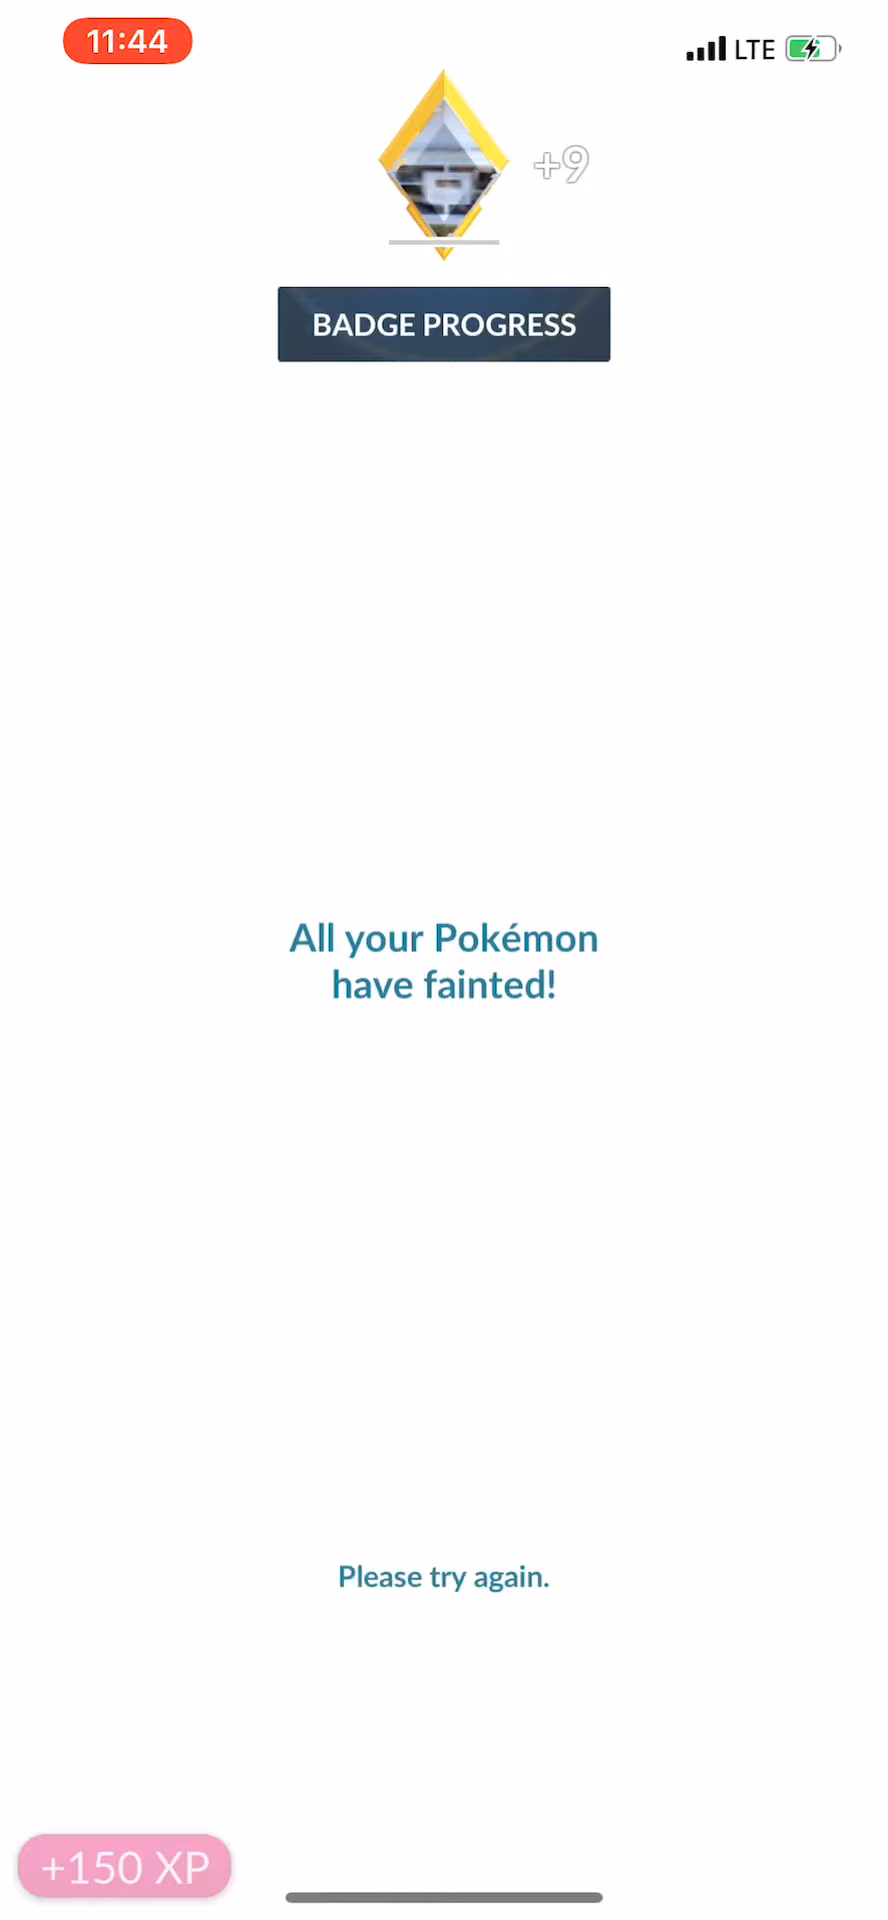 11:44
LTE
+9
BADGE PROGRESS
All your Pokémon
have fainted!
Please try again.
+150 XP